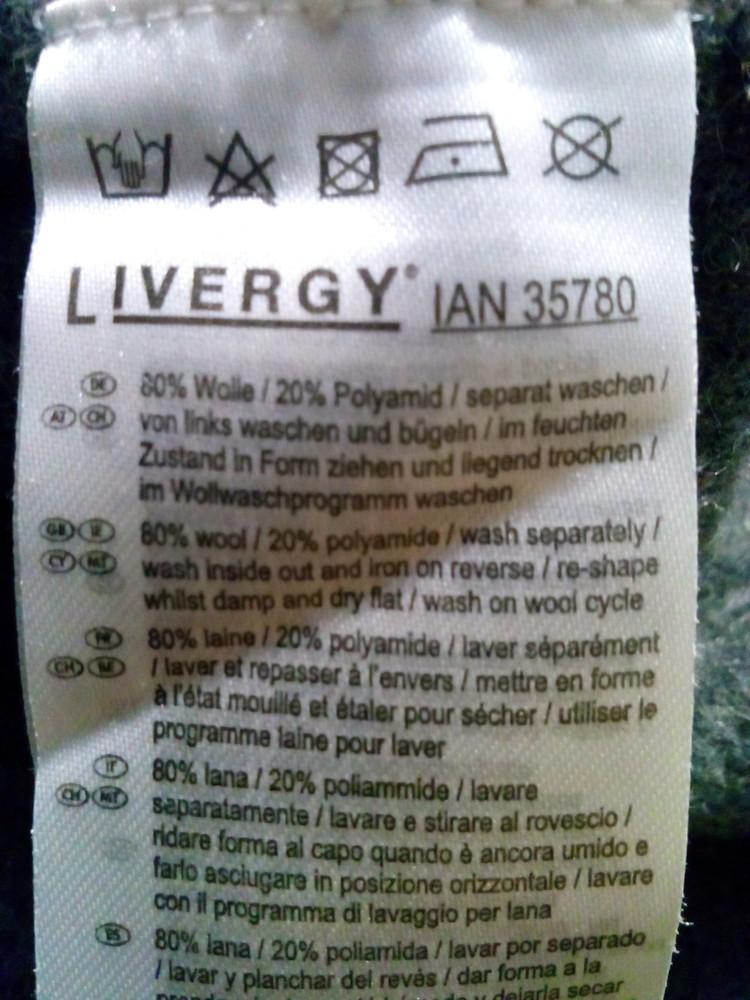 LIVERGY® IAN 35780
DE 80% Wolle / 20% Polyamid / separat waschen /
AT CH von links waschen und bügeln / im feuchten
Zustand in Form ziehen und liegend trocknen /
im Wollwaschprogramm waschen
GB IE 80% wool / 20% polyamide / wash separately /
CY MT wash inside out and iron on reverse / re-shape
whilst damp and dry flat / wash on wool cycle
FR 80% laine / 20% polyamide / laver séparément
CH BE / laver et repasser à l'envers / mettre en forme
à l'état mouillé et étaler pour sécher / utiliser le
programme laine pour laver
IT 80% lana / 20% poliammide / lavare
CH MT separatamente / lavare e stirare al rovescio /
ridare forma al capo quando è ancora umido e
farlo asciugare in posizione orizzontale / lavare
con il programma di lavaggio per lana
ES 80% lana / 20% poliamida / lavar por separado
/ lavar y planchar del revés / dar forma a la
y dejarla secar